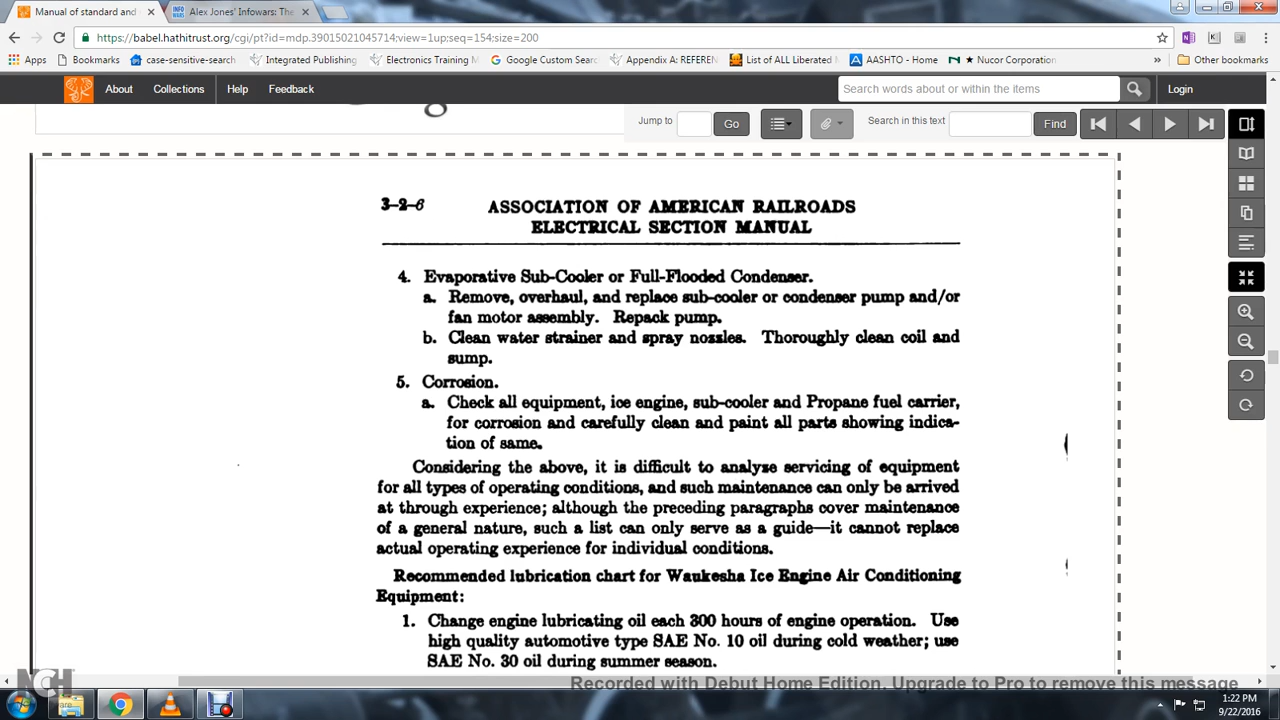 Manual of standard and
Alex Jones' Infowars: The
https://babel.hathitrust.org/cgi/pt?id=mdp.39015021045714;view=1up;seq=154;size=200
Apps Bookmarks case-sensitive-search Integrated Publishing Electronics Training M Google Custom Sear Appendix A: REFEREN List of ALL Liberated AASHTO - Home ★ Nucor Corporation » Other bookmarks
About Collections Help Feedback Search words about or within the items Login
Jump to Go Search in this text Find
3-2-6 ASSOCIATION OF AMERICAN RAILROADS
ELECTRICAL SECTION MANUAL
4. Evaporative Sub-Cooler or Full-Flooded Condenser.
a. Remove, overhaul, and replace sub-cooler or condenser pump and/or
fan motor assembly. Repack pump.
b. Clean water strainer and spray nozzles. Thoroughly clean coil and
sump.
5. Corrosion.
a. Check all equipment, ice engine, sub-cooler and Propane fuel carrier,
for corrosion and carefully clean and paint all parts showing indica-
tion of same.
Considering the above, it is difficult to analyze servicing of equipment
for all types of operating conditions, and such maintenance can only be arrived
at through experience; although the preceding paragraphs cover maintenance
of a general nature, such a list can only serve as a guide—it cannot replace
actual operating experience for individual conditions.
Recommended lubrication chart for Waukesha Ice Engine Air Conditioning
Equipment:
1. Change engine lubricating oil each 300 hours of engine operation. Use
high quality automotive type SAE No. 10 oil during cold weather; use
SAE No. 30 oil during summer season.
NCH
Recorded with Debut Home Edition. Upgrade to Pro to remove this message
1:22 PM
9/22/2016